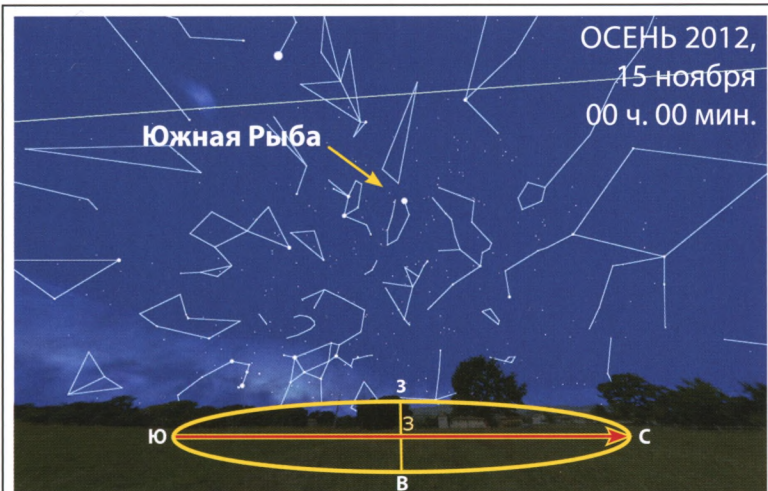 ОСЕНЬ 2012,
15 ноября
00 ч. 00 мин.
Южная Рыба
З
З
Ю
С
В